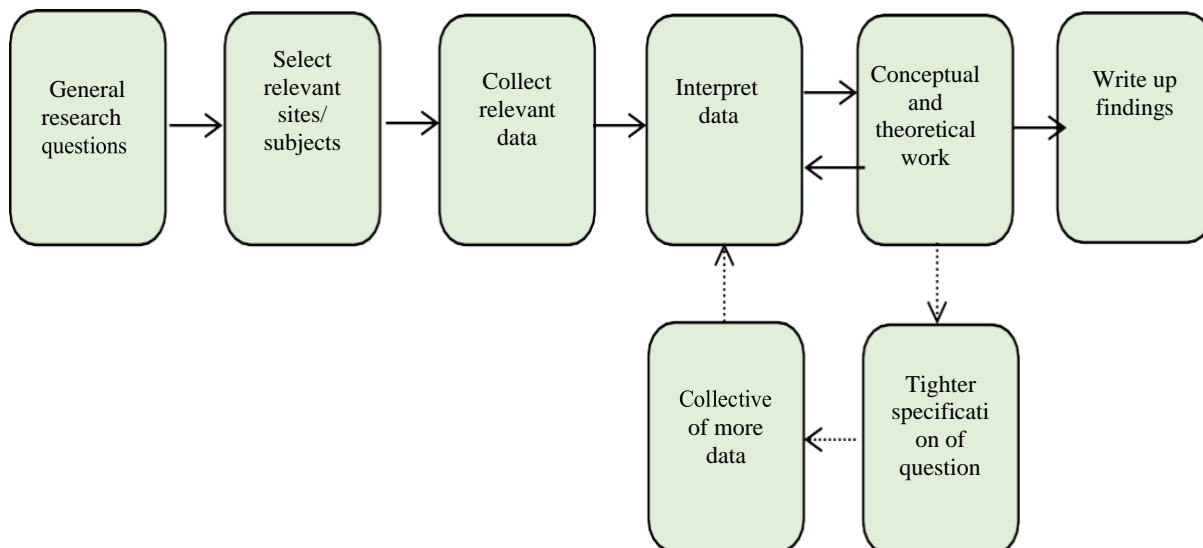 General
research
questions
Select
relevant
sites/
subjects
Collect
relevant
data
Interpret
data
Conceptual
and
theoretical
work
Write up
findings
Collective
of more
data
Tighter
specificati
on of
question